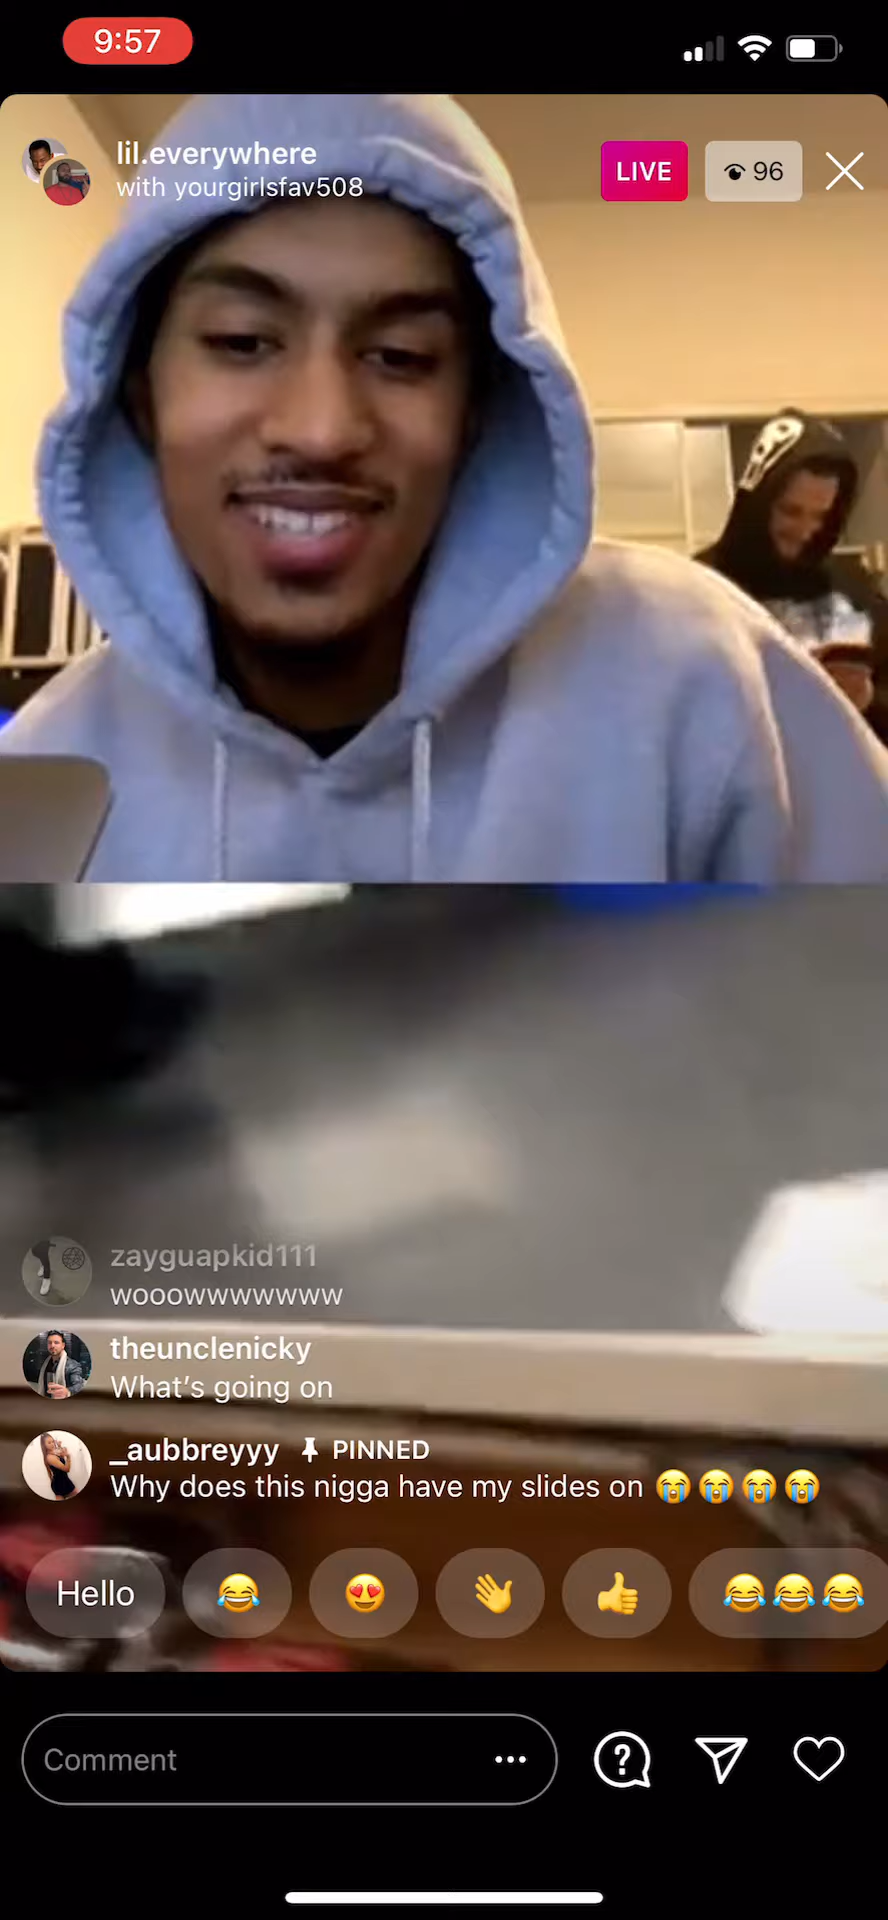 9:57
lil.everywhere
with yourgirlsfav508
LIVE
96
zayguapkid111
wooowwwwwww
theunclenicky
What's going on
_aubbreyyy PINNED
Why does this nigga have my slides on 😭😭😭😭
Hello 😂 😍 👋 👍 😂😂😂
Comment